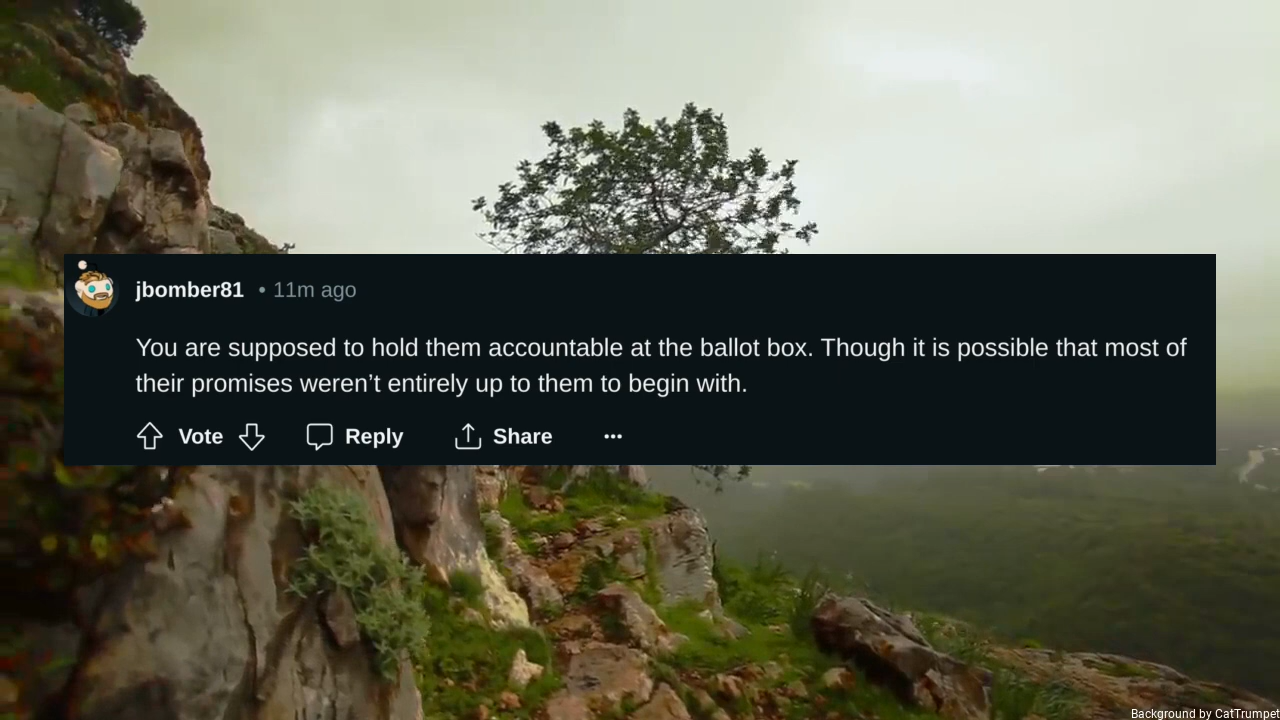 jbomber81 • 11m ago
You are supposed to hold them accountable at the ballot box. Though it is possible that most of
their promises weren’t entirely up to them to begin with.
Vote Reply Share ···
Background by CatTrumpet